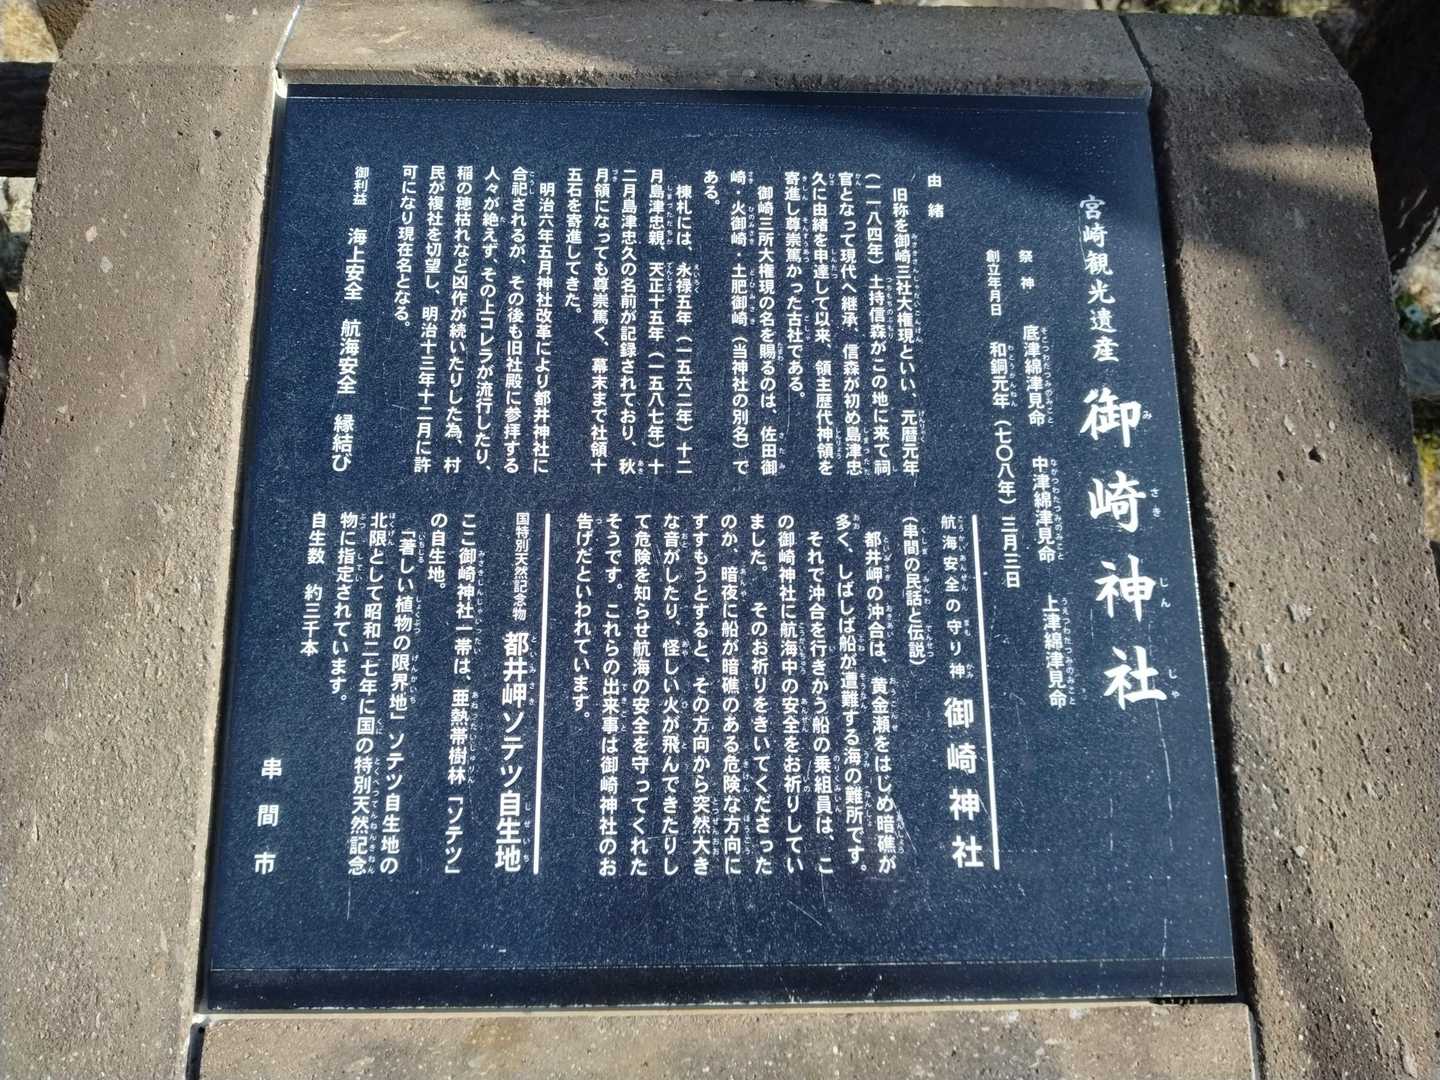 宮崎観光遺産 御崎神社
祭神 底津綿津見命 中津綿津見命 上津綿津見命
創立年月日 和銅元年(七〇八年)三月三日
由緒
旧称を御崎三社大権現といい、元暦元年
(一一八四年)土持信森がこの地に来て祠
官となって現代へ継承、信森が初め島津忠
久に由緒を申達して以来、領主歴代神領を
寄進し尊崇篤かった古社である。
御崎三所大権現の名を賜るのは、佐田御
崎・火御崎・土肥御崎(当神社の別名)で
ある。
棟札には、永禄五年(一五六二年)十二
月島津忠親、天正十五年(一五八七年)十
二月島津忠久の名前が記録されており、秋
月領になっても尊崇篤く、幕末まで社領十
五石を寄進してきた。
明治六年五月神社改革により都井神社に
合祀されるが、その後も旧社殿に参拝する
人々が絶えず、その上コレラが流行したり、
稲の穂枯れなど凶作が続いたりした為、村
民が複社を切望し、明治十三年十二月に許
可になり現在名となる。
御利益 海上安全 航海安全 縁結び
航海安全の守り神 御崎神社
(串間の民話と伝説)
都井岬の沖合は、黄金瀬をはじめ暗礁が
多く、しばしば船が遭難する海の難所です。
それで沖合を行きかう船の乗組員は、こ
の御崎神社に航海中の安全をお祈りしてい
ました。そのお祈りをきいてくださった
のか、暗夜に船が暗礁のある危険な方向に
すすもうとすると、その方向から突然大き
な音がしたり、怪しい火が飛んできたりし
て危険を知らせ航海の安全を守ってくれた
そうです。これらの出来事は御崎神社のお
告げだといわれています。
国特別天然記念物 都井岬ソテツ自生地
ここ御崎神社一帯は、亜熱帯樹林「ソテツ」
の自生地。
「著しい植物の限界地」ソテツ自生地の
北限として昭和二七年に国の特別天然記念
物に指定されています。
自生数 約三千本
串間市